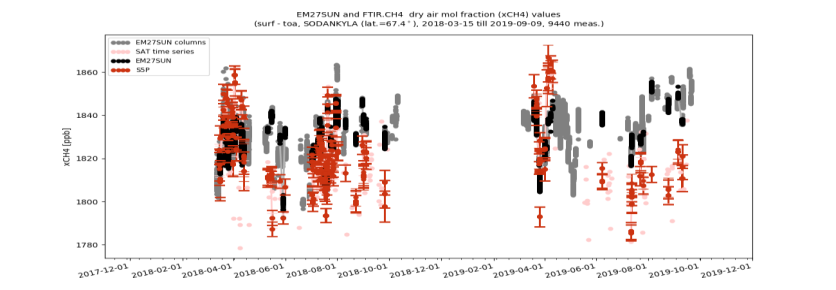 EM27SUN and FTIR.CH4 dry air mol fraction (xCH4) values
(surf - toa, SODANKYLA (lat.=67.4°), 2018-03-15 till 2019-09-09, 9440 meas.)
EM27SUN columns
SAT time series
EM27SUN
S5P
xCH4 [ppb]
1860
1840
1820
1800
1780
2017-12-01 2018-02-01 2018-04-01 2018-06-01 2018-08-01 2018-10-01 2018-12-01 2019-02-01 2019-04-01 2019-06-01 2019-08-01 2019-10-01 2019-12-01